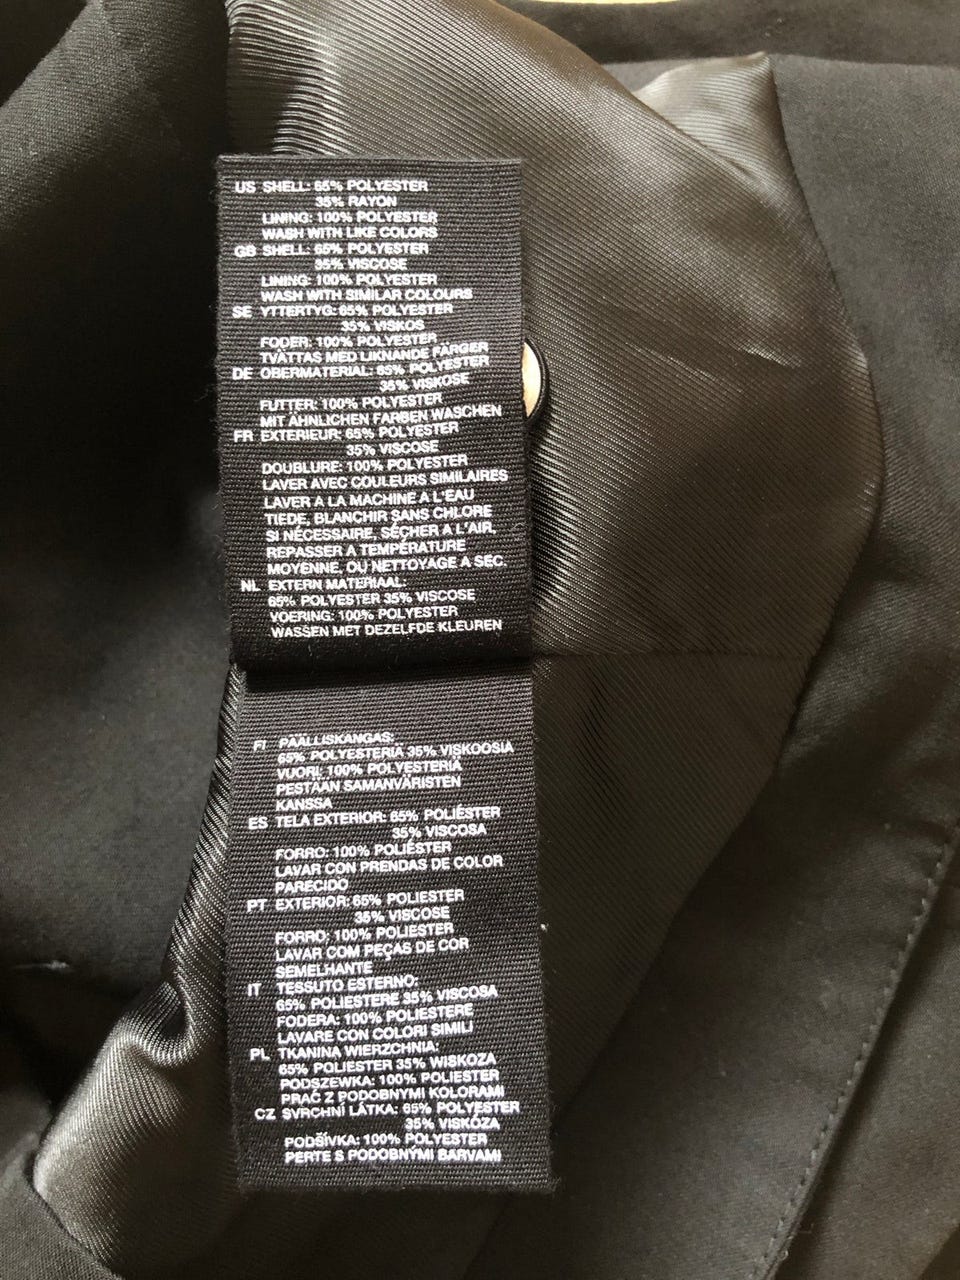 US SHELL: 65% POLYESTER
35% RAYON
LINING: 100% POLYESTER
WASH WITH LIKE COLORS
GB SHELL: 65% POLYESTER
35% VISCOSE
LINING: 100% POLYESTER
WASH WITH SIMILAR COLOURS
SE YTTERTYG: 65% POLYESTER
35% VISKOS
FODER: 100% POLYESTER
TVÄTTAS MED LIKNANDE FÄRGER
DE OBERMATERIAL: 65% POLYESTER
35% VISKOSE
FUTTER: 100% POLYESTER
MIT ÄHNLICHEN FARBEN WASCHEN
FR EXTERIEUR: 65% POLYESTER
35% VISCOSE
DOUBLURE: 100% POLYESTER
LAVER AVEC COULEURS SIMILAIRES
LAVER A LA MACHINE A L'EAU
TIEDE, BLANCHIR SANS CHLORE
SI NÉCESSAIRE, SÉCHER A L'AIR,
REPASSER A TEMPÉRATURE
MOYENNE, OU NETTOYAGE A SEC.
NL EXTERN MATERIAAL:
65% POLYESTER 35% VISCOSE
VOERING: 100% POLYESTER
WASSEN MET DEZELFDE KLEUREN
FI PÄÄLLISKANGAS:
65% POLYESTERIA 35% VISKOOSIA
VUORI: 100% POLYESTERIA
PESTÄÄN SAMANVÄRISTEN
KANSSA
ES TELA EXTERIOR: 65% POLIÉSTER
35% VISCOSA
FORRO: 100% POLIÉSTER
LAVAR CON PRENDAS DE COLOR
PARECIDO
PT EXTERIOR: 65% POLIESTER
35% VISCOSE
FORRO: 100% POLIESTER
LAVAR COM PEÇAS DE COR
SEMELHANTE
IT TESSUTO ESTERNO:
65% POLIESTERE 35% VISCOSA
FODERA: 100% POLIESTERE
LAVARE CON COLORI SIMILI
PL TKANINA WIERZCHNIA:
65% POLIESTER 35% WISKOZA
PODSZEWKA: 100% POLIESTER
PRAĆ Z PODOBNYMI KOLORAMI
CZ SVRCHNÍ LÁTKA: 65% POLYESTER
35% VISKÓZA
PODŠÍVKA: 100% POLYESTER
PERTE S PODOBNÝMI BARVAMI